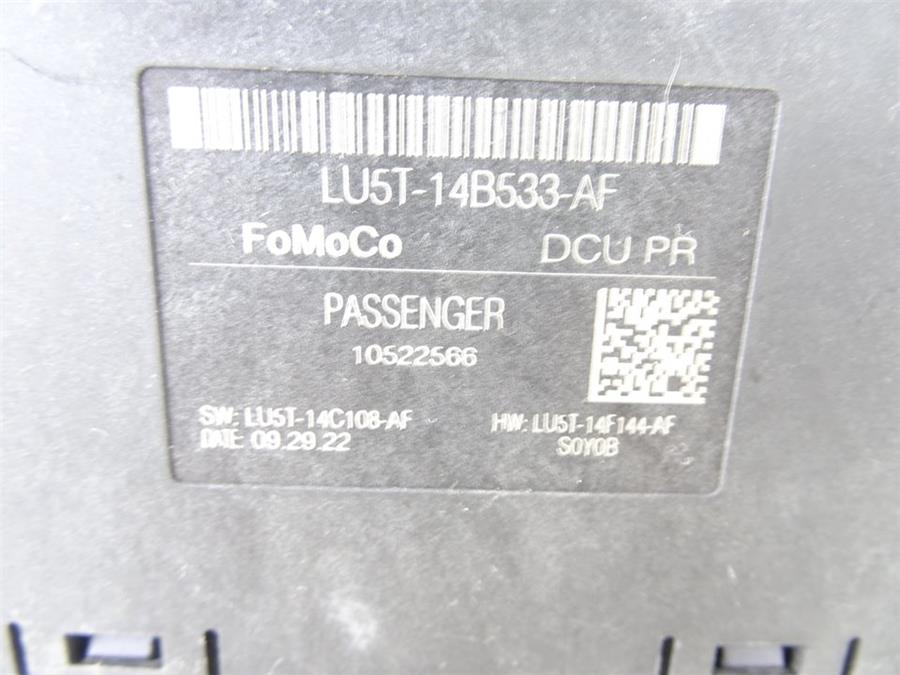 LU5T-14B533-AF
FoMoCo DCU PR
PASSENGER
10522566
SW: LU5T-14C108-AF HW: LU5T-14F144-AF
DATE: 09.29.22 S0Y0B